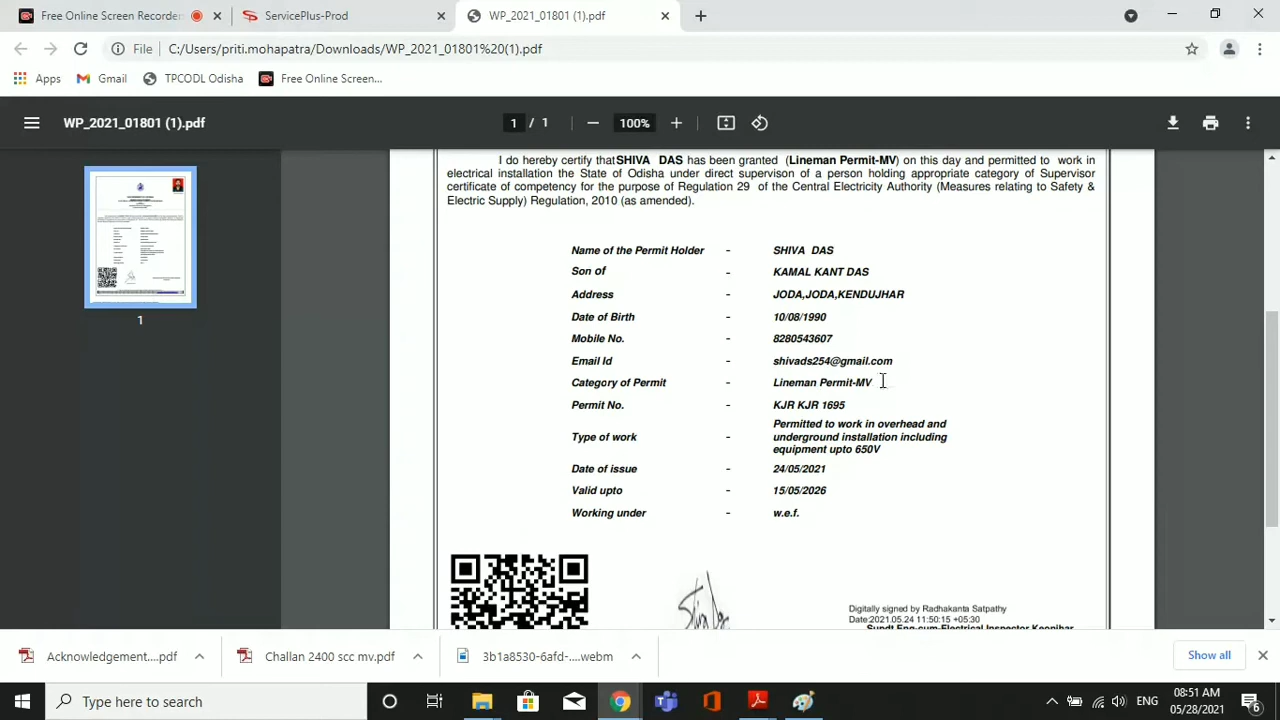 Free Online Screen Recorder
ServicePlus-Prod
WP_2021_01801 (1).pdf
File
C:/Users/priti.mohapatra/Downloads/WP_2021_01801%20(1).pdf
Apps
Gmail
TPCODL Odisha
Free Online Screen...
WP_2021_01801 (1).pdf
1 / 1
100%
I do hereby certify thatSHIVA DAS has been granted (Lineman Permit-MV) on this day and permitted to work in
electrical installation the State of Odisha under direct supervison of a person holding appropriate category of Supervisor
certificate of competency for the purpose of Regulation 29 of the Central Electricity Authority (Measures relating to Safety &
Electric Supply) Regulation, 2010 (as amended).
Name of the Permit Holder - SHIVA DAS
Son of - KAMAL KANT DAS
Address - JODA,JODA,KENDUJHAR
Date of Birth - 10/08/1990
Mobile No. - 8280543607
Email Id - shivads254@gmail.com
Category of Permit - Lineman Permit-MV
Permit No. - KJR KJR 1695
Permitted to work in overhead and
Type of work - underground installation including
equipment upto 650V
Date of issue - 24/05/2021
Valid upto - 15/05/2026
Working under - w.e.f.
1
Shiva Das
Digitally signed by Radhakanta Satpathy
Date:2021.05.24 11:50:15 +05:30
Supdt.Eng-cum-Electrical Inspector Keonjhar
Acknowledgement....pdf
Challan 2400 scc mv.pdf
3b1a8530-6afd-....webm
Show all
Type here to search
ENG
08:51 AM
05/28/2021
6